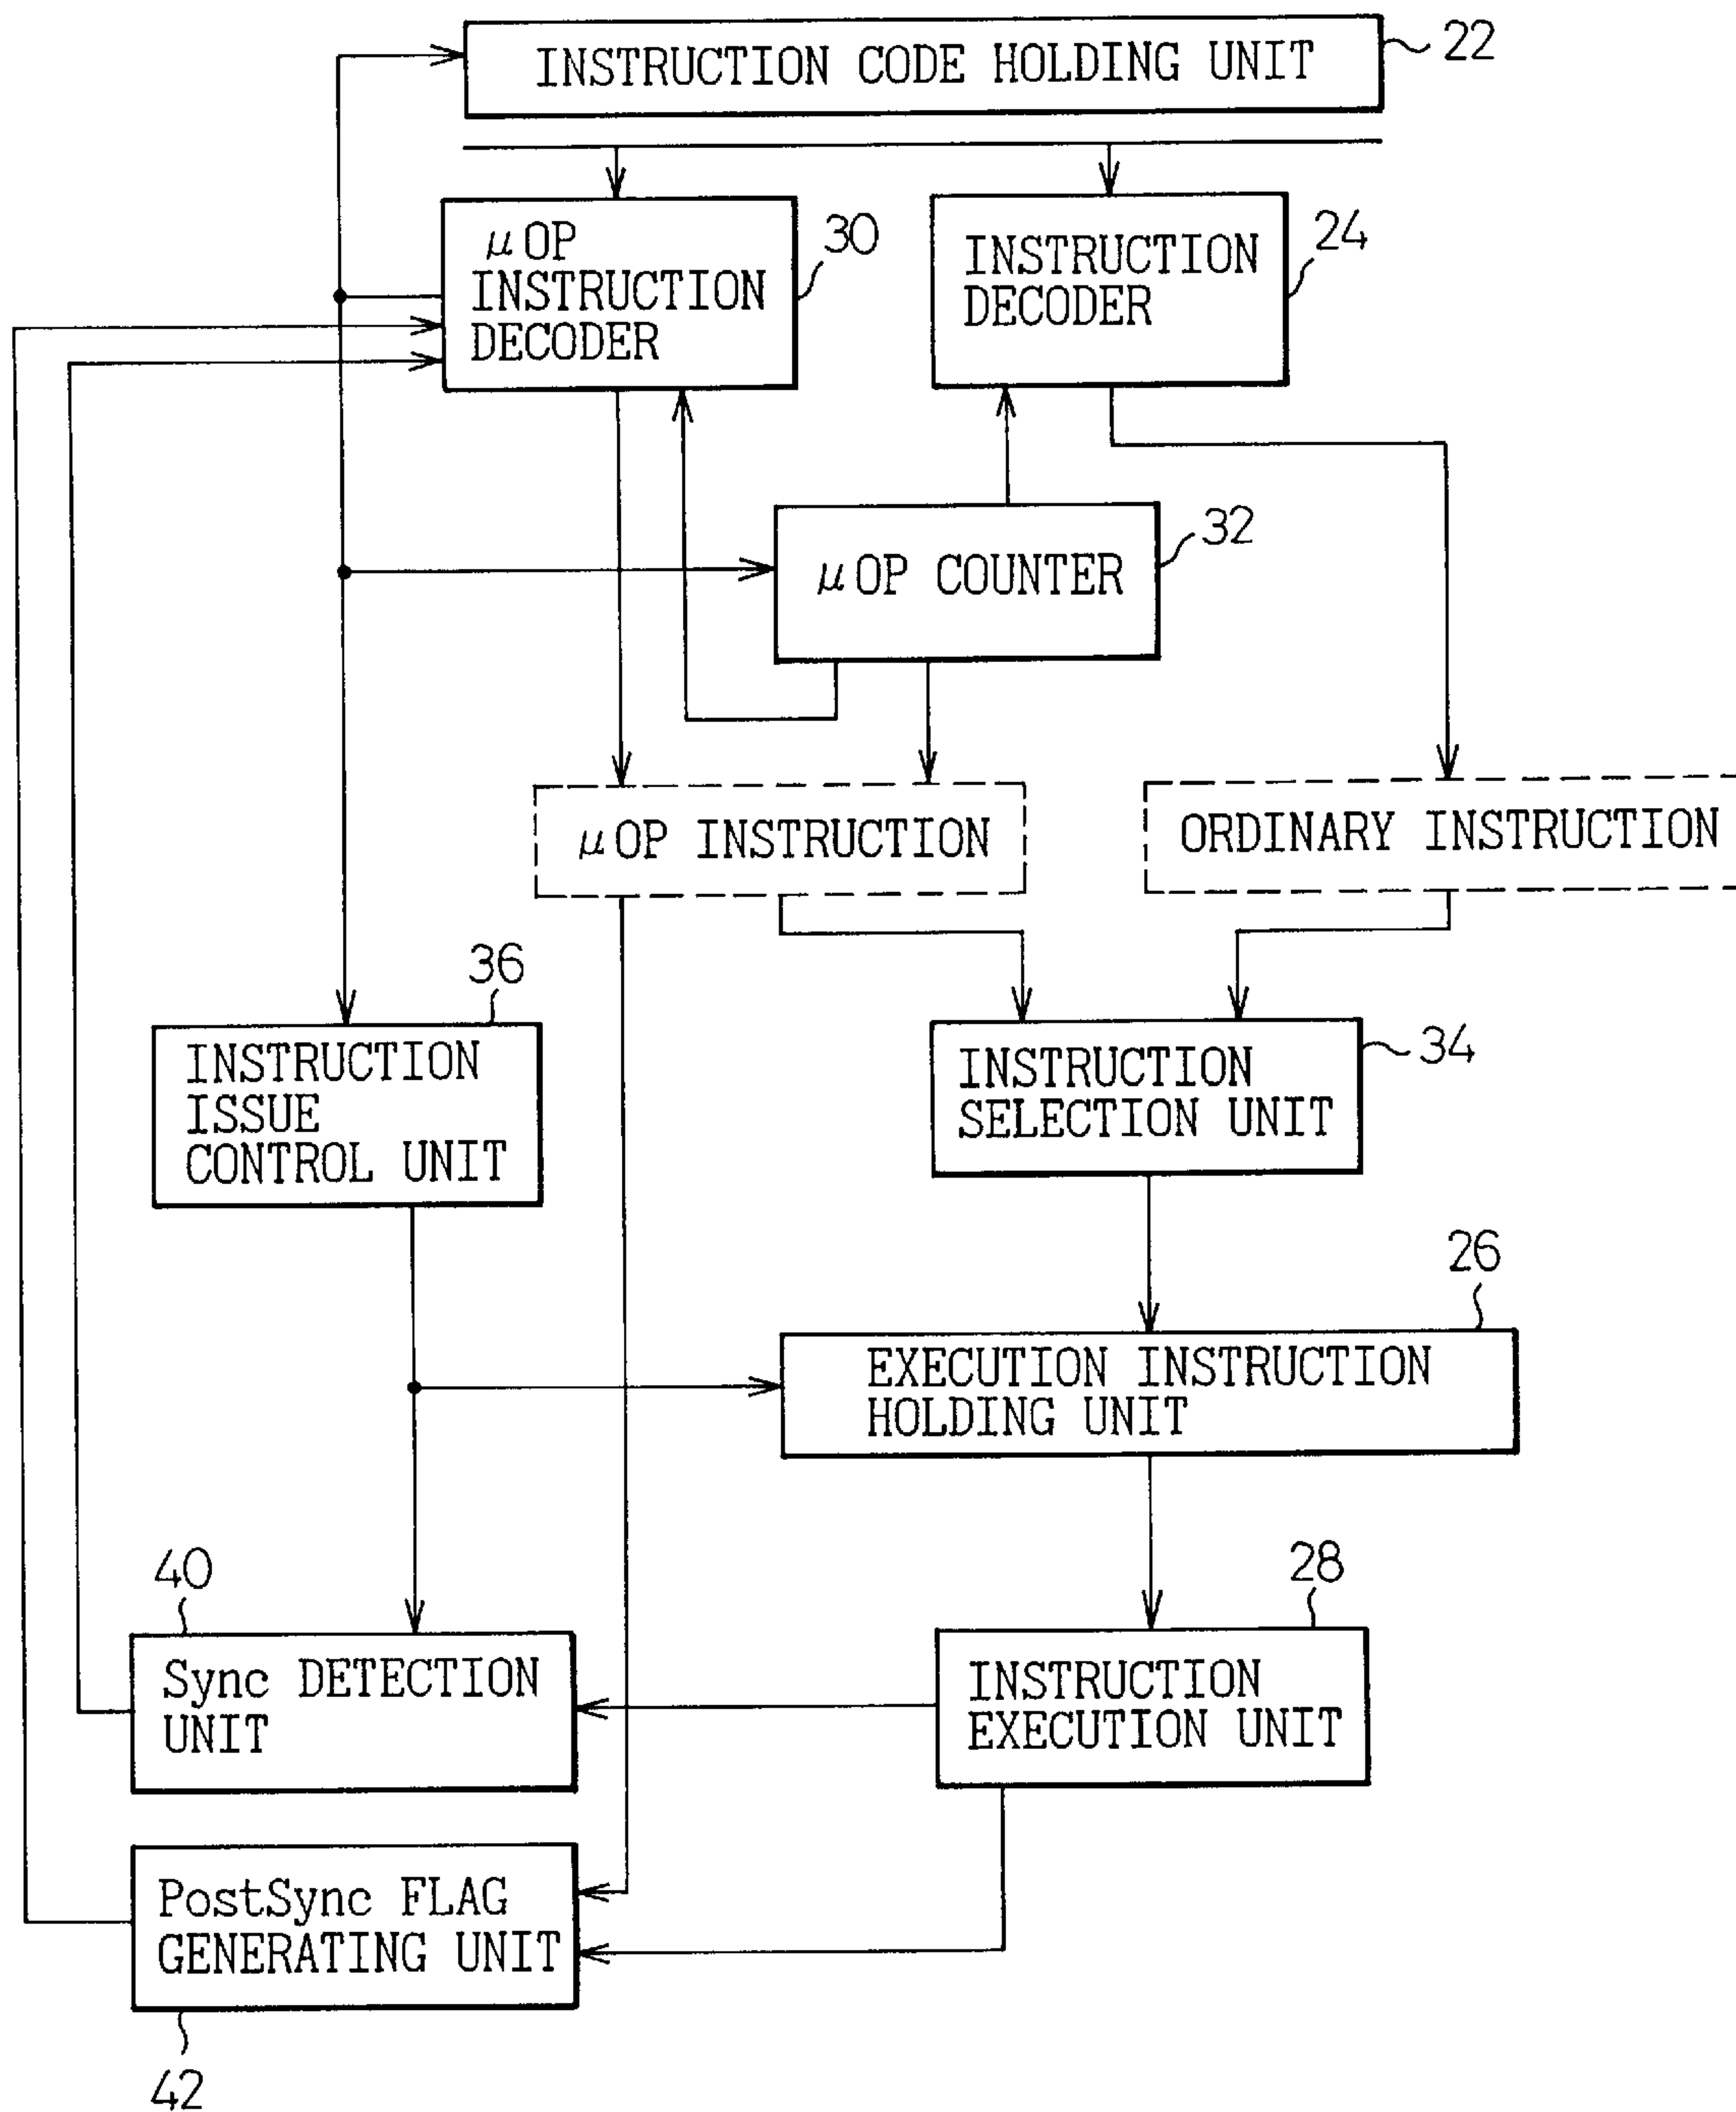 INSTRUCTION CODE HOLDING UNIT
22
μOP
INSTRUCTION
DECODER
30
INSTRUCTION
DECODER
24
μOP COUNTER
32
μOP INSTRUCTION
ORDINARY INSTRUCTION
36
INSTRUCTION
ISSUE
CONTROL UNIT
INSTRUCTION
SELECTION UNIT
34
26
EXECUTION INSTRUCTION
HOLDING UNIT
40
Sync DETECTION
UNIT
28
INSTRUCTION
EXECUTION UNIT
PostSync FLAG
GENERATING UNIT
42